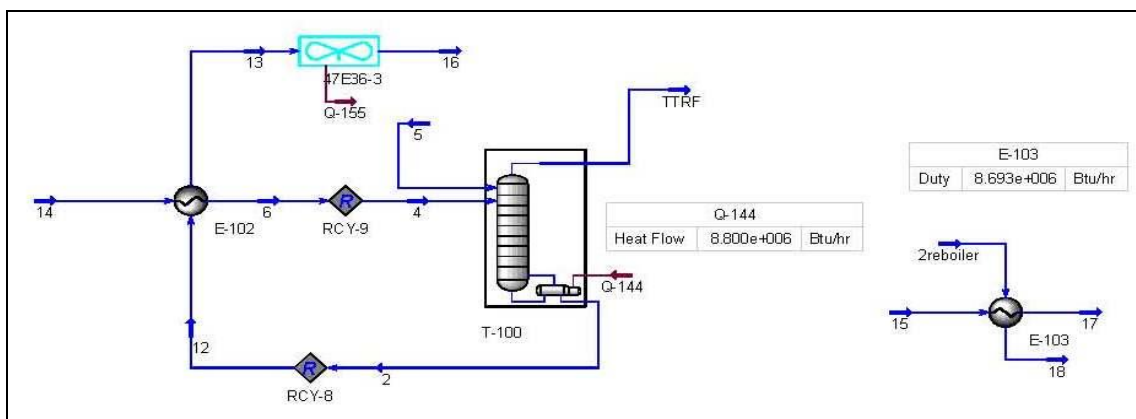 13
47E36-3
16
Q-155
TTRF
5
E-103
Duty 8.693e+006 Btu/hr
14
E-102
6
R
RCY-9
4
Q-144
Heat Flow 8.800e+006 Btu/hr
2reboiler
Q-144
15
17
T-100
E-103
12
18
R
RCY-8
2